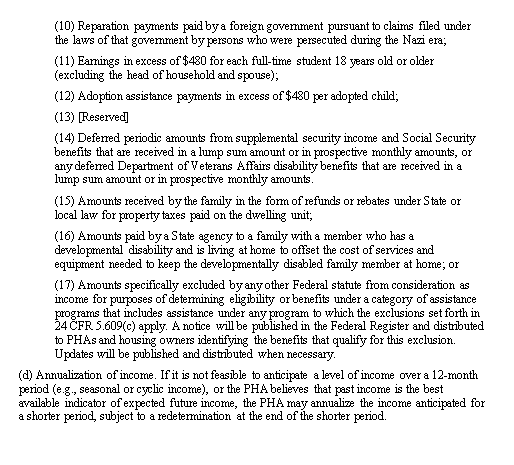 (10) Reparation payments paid by a foreign government pursuant to claims filed under
the laws of that government by persons who were persecuted during the Nazi era;
(11) Earnings in excess of $480 for each full-time student 18 years old or older
(excluding the head of household and spouse);
(12) Adoption assistance payments in excess of $480 per adopted child;
(13) [Reserved]
(14) Deferred periodic amounts from supplemental security income and Social Security
benefits that are received in a lump sum amount or in prospective monthly amounts, or
any deferred Department of Veterans Affairs disability benefits that are received in a
lump sum amount or in prospective monthly amounts.
(15) Amounts received by the family in the form of refunds or rebates under State or
local law for property taxes paid on the dwelling unit;
(16) Amounts paid by a State agency to a family with a member who has a
developmental disability and is living at home to offset the cost of services and
equipment needed to keep the developmentally disabled family member at home; or
(17) Amounts specifically excluded by any other Federal statute from consideration as
income for purposes of determining eligibility or benefits under a category of assistance
programs that includes assistance under any program to which the exclusions set forth in
24 CFR 5.609(c) apply. A notice will be published in the Federal Register and distributed
to PHAs and housing owners identifying the benefits that qualify for this exclusion.
Updates will be published and distributed when necessary.
(d) Annualization of income. If it is not feasible to anticipate a level of income over a 12-month
period (e.g., seasonal or cyclic income), or the PHA believes that past income is the best
available indicator of expected future income, the PHA may annualize the income anticipated for
a shorter period, subject to a redetermination at the end of the shorter period.